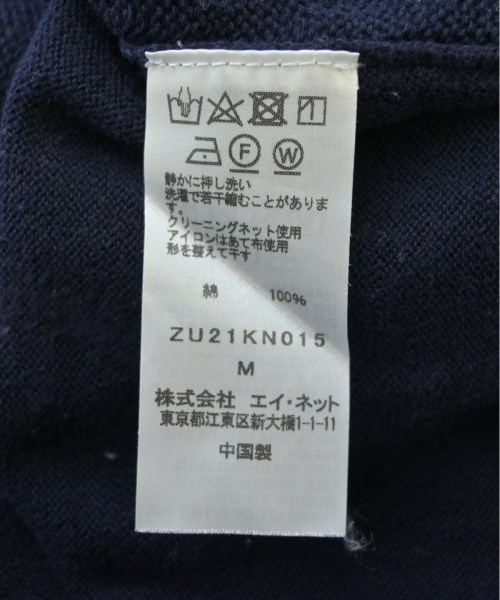 F W
静かに押し洗い
洗濯で若干縮むことがありま
す。
クリーニングネット使用
アイロンはあて布使用
形を整えて干す
綿 100%
ZU21KN015
M
株式会社 エイ・ネット
東京都江東区新大橋1-1-11
中国製